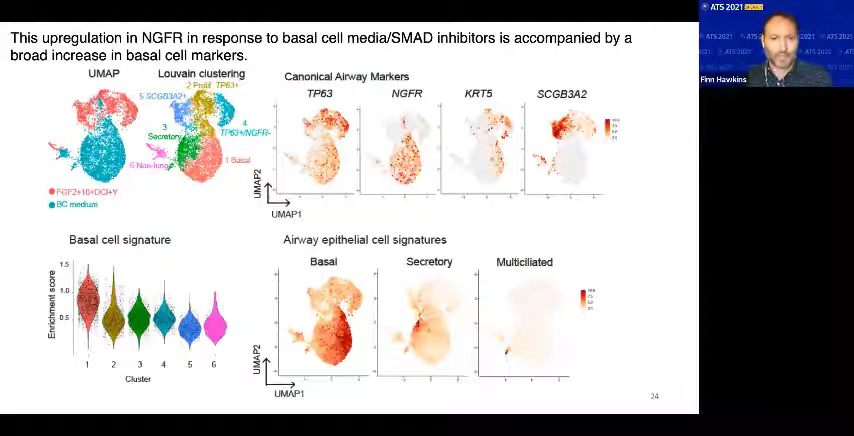 This upregulation in NGFR in response to basal cell media/SMAD inhibitors is accompanied by a
broad increase in basal cell markers.
UMAP
Louvain clustering
2 Prolif. TP63+
5 SCGB3A2+
4
TP63+/NGFR-
3
Secretory
6 Non-lung
1 Basal
FGF2+10+DCI+Y
BC medium
Canonical Airway Markers
TP63
NGFR
KRT5
SCGB3A2
UMAP2
UMAP1
Basal cell signature
Enrichment score
1.5
1.0
0.5
1 2 3 4 5 6
Cluster
Airway epithelial cell signatures
Basal
Secretory
Multiciliated
UMAP2
UMAP1
24
ATS 2021
Finn Hawkins